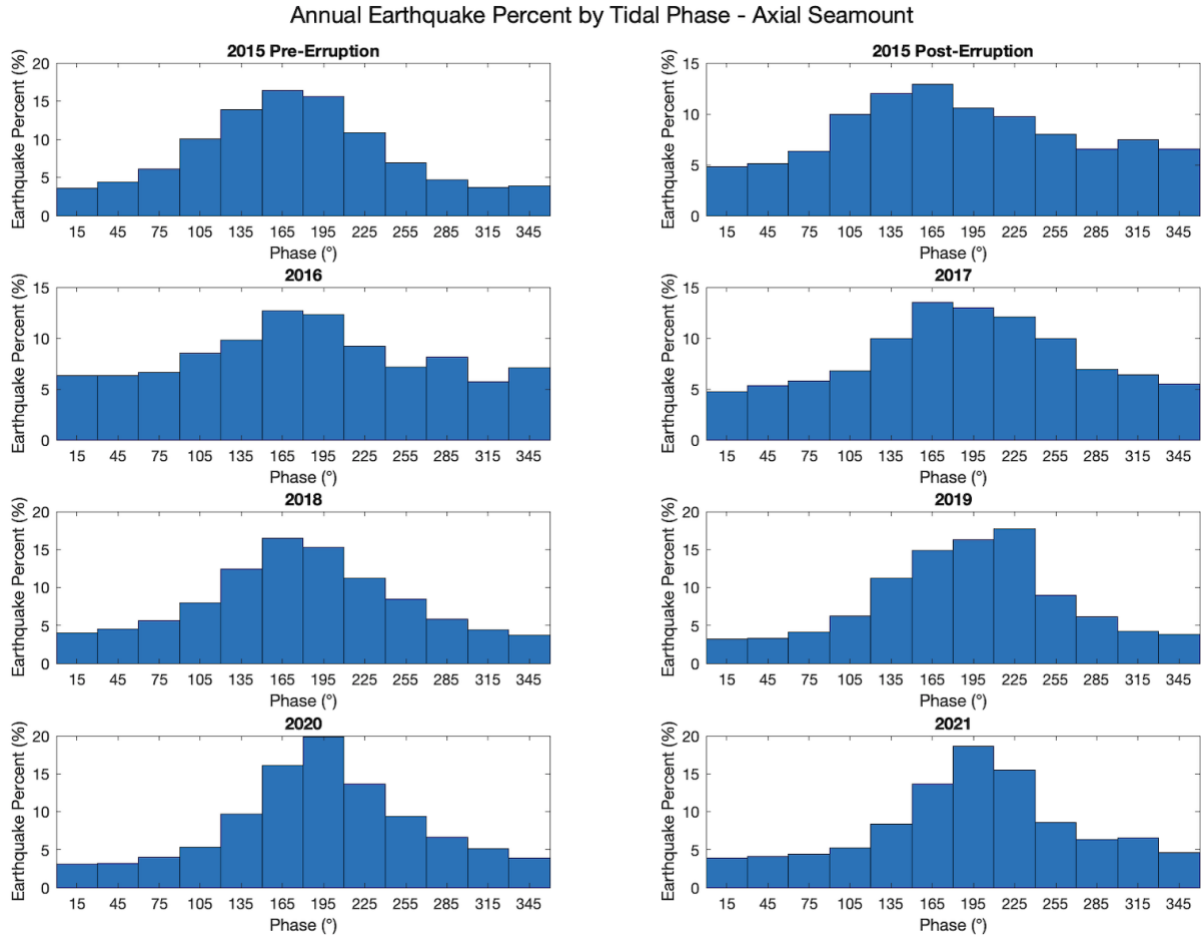 Annual Earthquake Percent by Tidal Phase - Axial Seamount
2015 Pre-Erruption
Earthquake Percent (%)
20
15
10
5
0
15 45 75 105 135 165 195 225 255 285 315 345
Phase (°)
2015 Post-Erruption
Earthquake Percent (%)
15
10
5
0
15 45 75 105 135 165 195 225 255 285 315 345
Phase (°)
2016
Earthquake Percent (%)
15
10
5
0
15 45 75 105 135 165 195 225 255 285 315 345
Phase (°)
2017
Earthquake Percent (%)
15
10
5
0
15 45 75 105 135 165 195 225 255 285 315 345
Phase (°)
2018
Earthquake Percent (%)
20
15
10
5
0
15 45 75 105 135 165 195 225 255 285 315 345
Phase (°)
2019
Earthquake Percent (%)
20
15
10
5
0
15 45 75 105 135 165 195 225 255 285 315 345
Phase (°)
2020
Earthquake Percent (%)
20
15
10
5
0
15 45 75 105 135 165 195 225 255 285 315 345
Phase (°)
2021
Earthquake Percent (%)
20
15
10
5
0
15 45 75 105 135 165 195 225 255 285 315 345
Phase (°)